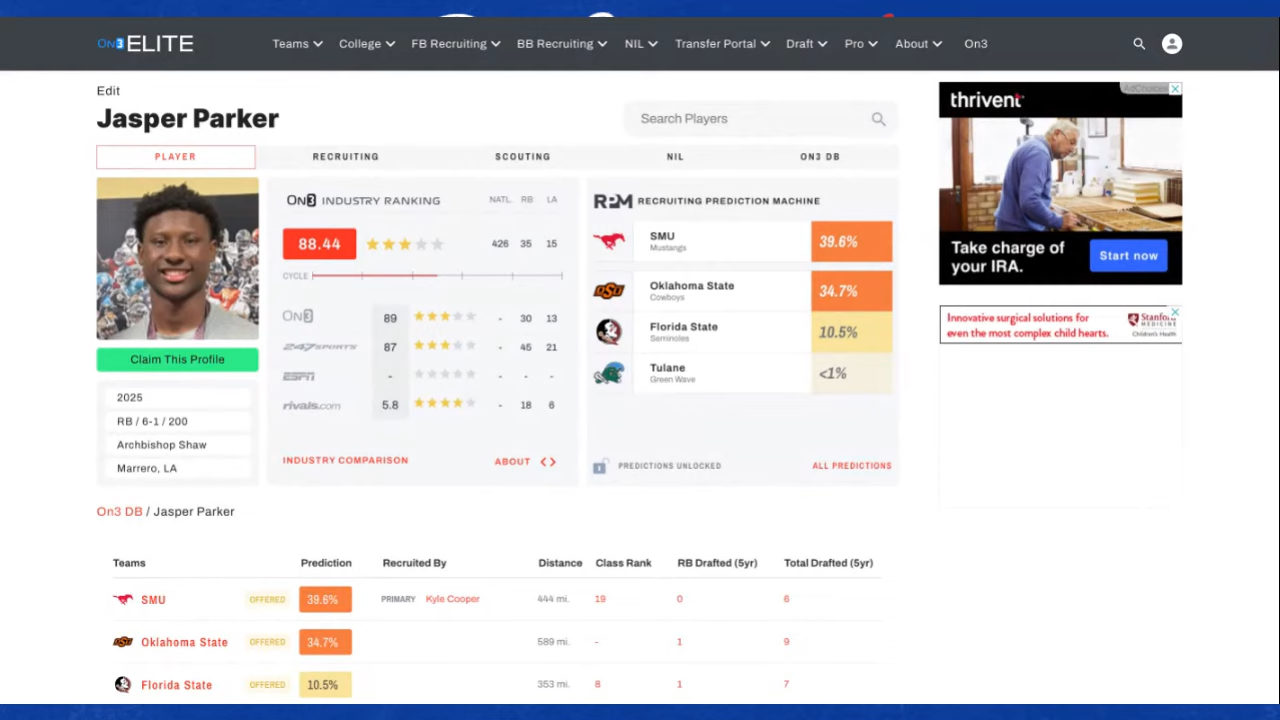 On3 ELITE Teams College FB Recruiting BB Recruiting NIL Transfer Portal Draft Pro About On3
Edit
Jasper Parker
Search Players
PLAYER RECRUITING SCOUTING NIL ON3 DB
On3 INDUSTRY RANKING NATL RB LA
88.44 426 35 15
CYCLE
On3 89 - 30 13
247SPORTS 87 - 45 21
ESPN - - - -
rivals.com 5.8 - 18 6
INDUSTRY COMPARISON ABOUT
RPM RECRUITING PREDICTION MACHINE
SMU
Mustangs
39.6%
Oklahoma State
Cowboys
34.7%
Florida State
Seminoles
10.5%
Tulane
Green Wave
<1%
PREDICTIONS UNLOCKED ALL PREDICTIONS
Claim This Profile
2025
RB / 6-1 / 200
Archbishop Shaw
Marrero, LA
On3 DB / Jasper Parker
Teams Prediction Recruited By Distance Class Rank RB Drafted (5yr) Total Drafted (5yr)
SMU OFFERED 39.6% PRIMARY Kyle Cooper 444 mi. 19 0 6
Oklahoma State OFFERED 34.7% 589 mi. - 1 9
Florida State OFFERED 10.5% 353 mi. 8 1 7
thrivent
AdChoices
Take charge of
your IRA.
Start now
Innovative surgical solutions for
even the most complex child hearts.
Stanford
MEDICINE
Children's Health